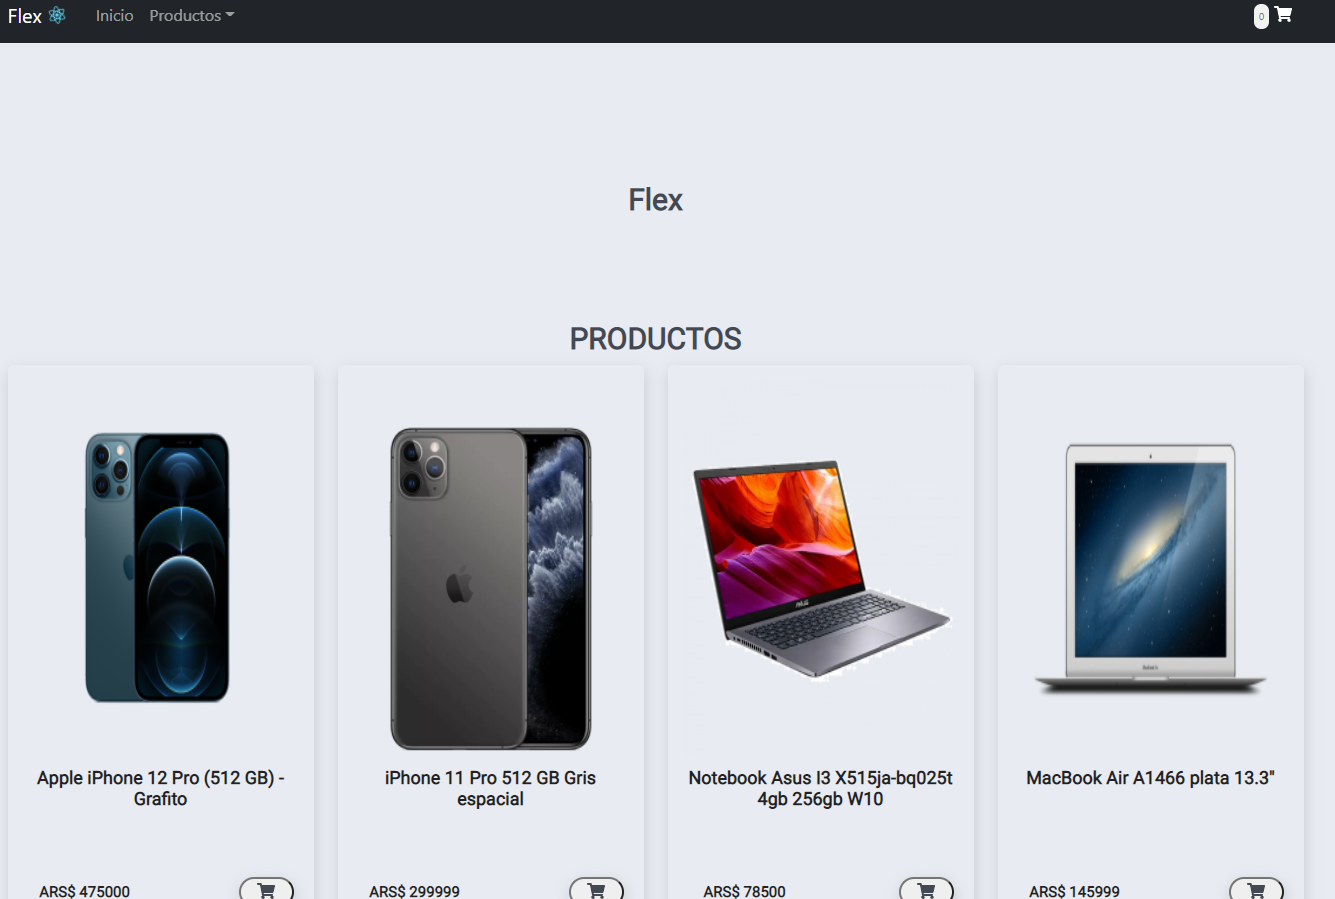 Flex
Inicio
Productos
0
Flex
PRODUCTOS
Apple iPhone 12 Pro (512 GB) -
Grafito
ARS$ 475000
iPhone 11 Pro 512 GB Gris
espacial
ARS$ 299999
ASUS
Notebook Asus I3 X515ja-bq025t
4gb 256gb W10
ARS$ 78500
MacBook Air A1466 plata 13.3"
ARS$ 145999